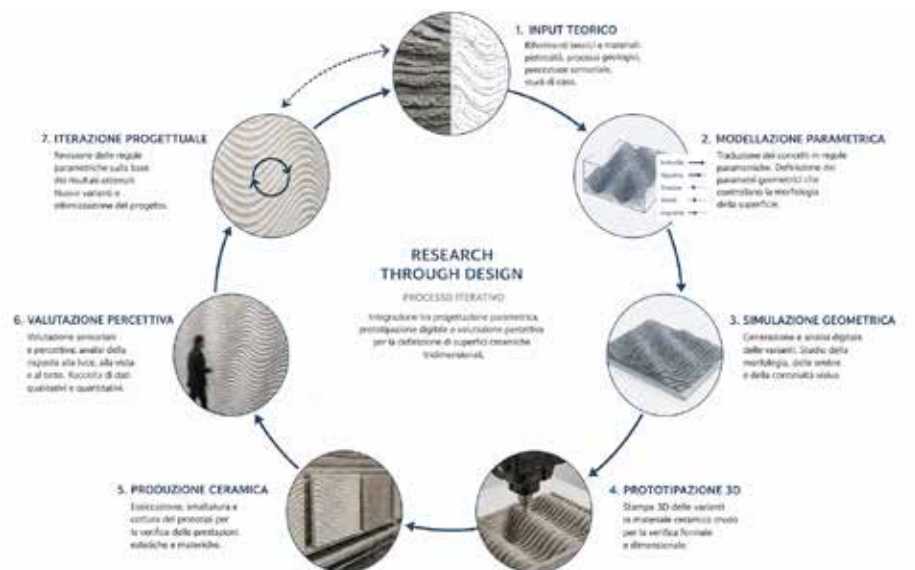 1. INPUT TEORICO
Riferimenti teorici e materiali:
processi geologici,
percezione sensoriale,
studi di caso.
2. MODELLAZIONE PARAMETRICA
Traduzione dei concetti in regole
parametriche. Definizione dei
parametri geometrici che
controllano la morfologia
della superficie.
3. SIMULAZIONE GEOMETRICA
Generazione e analisi digitale
delle varianti. Studio della
morfologia, delle ombre
e della continuità visiva.
4. PROTOTIPAZIONE 3D
Stampa 3D delle varianti
in materiale ceramico
per la verifica formale
e dimensionale.
5. PRODUZIONE CERAMICA
Essiccazione, smaltatura e
cottura dei prototipi per
la verifica delle prestazioni
estetiche e materiche.
6. VALUTAZIONE PERCETTIVA
Valutazione sensoriale
e percettiva: analisi della
risposta alla luce, alla vista
e al tatto. Raccolta di dati
qualitativi e quantitativi.
7. ITERAZIONE PROGETTUALE
Revisione delle regole
parametriche sulla base
dei risultati ottenuti.
Nuove varianti e
ottimizzazione del progetto.
RESEARCH
THROUGH DESIGN
PROCESSO ITERATIVO
Integrazione tra progettazione parametrica,
prototipazione digitale e valutazione percettiva
per la definizione di superfici ceramiche
tridimensionali.